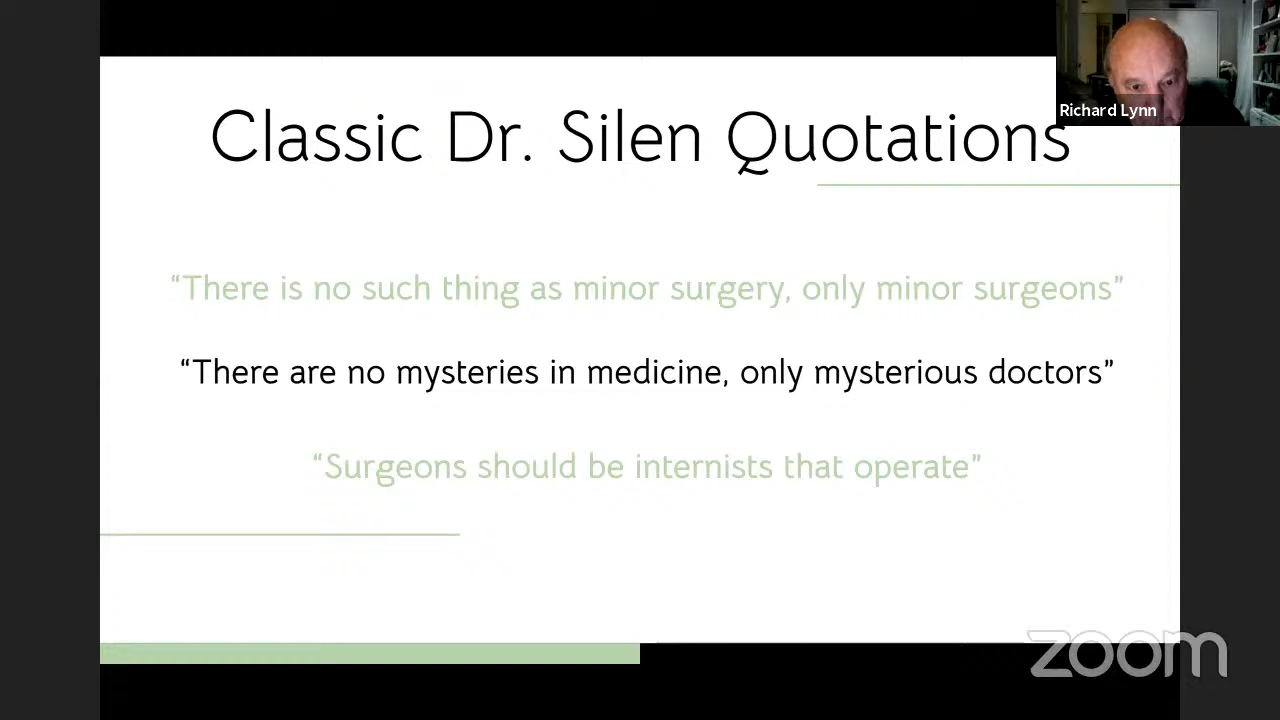 Richard Lynn
Classic Dr. Silen Quotations
“There is no such thing as minor surgery, only minor surgeons”
“There are no mysteries in medicine, only mysterious doctors”
“Surgeons should be internists that operate”
zoom